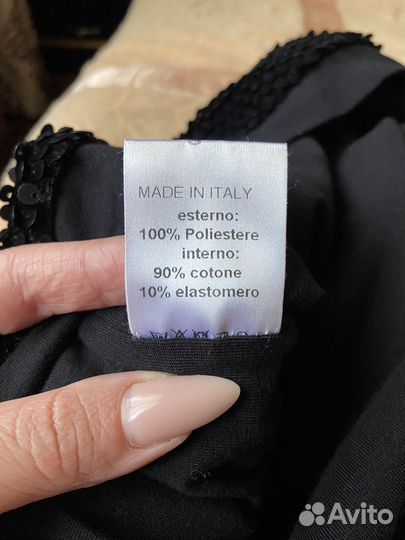 MADE IN ITALY
esterno:
100% Poliestere
interno:
90% cotone
10% elastomero
Avito